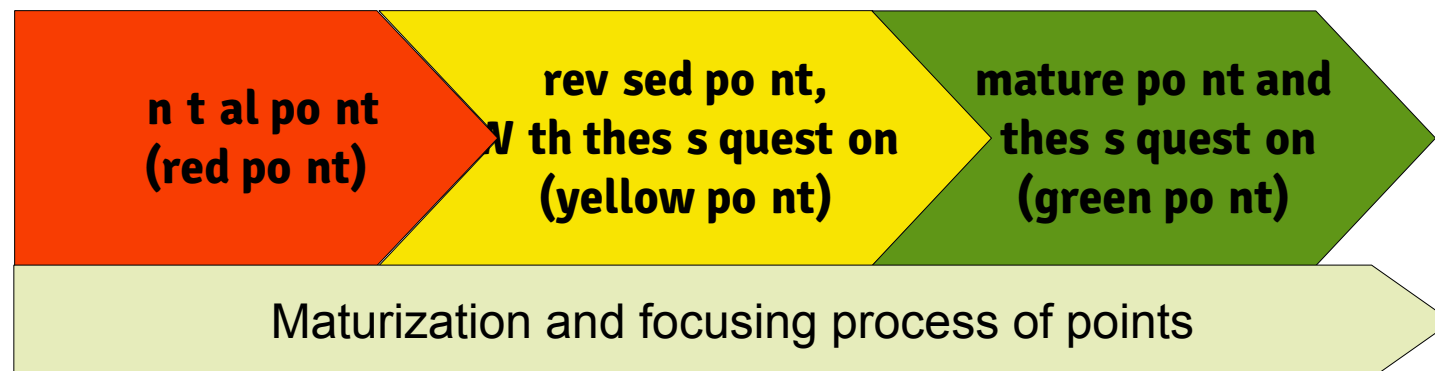 n t al po nt
(red po nt)
rev sed po nt,
W th thes s quest on
(yellow po nt)
mature po nt and
thes s quest on
(green po nt)
Maturization and focusing process of points